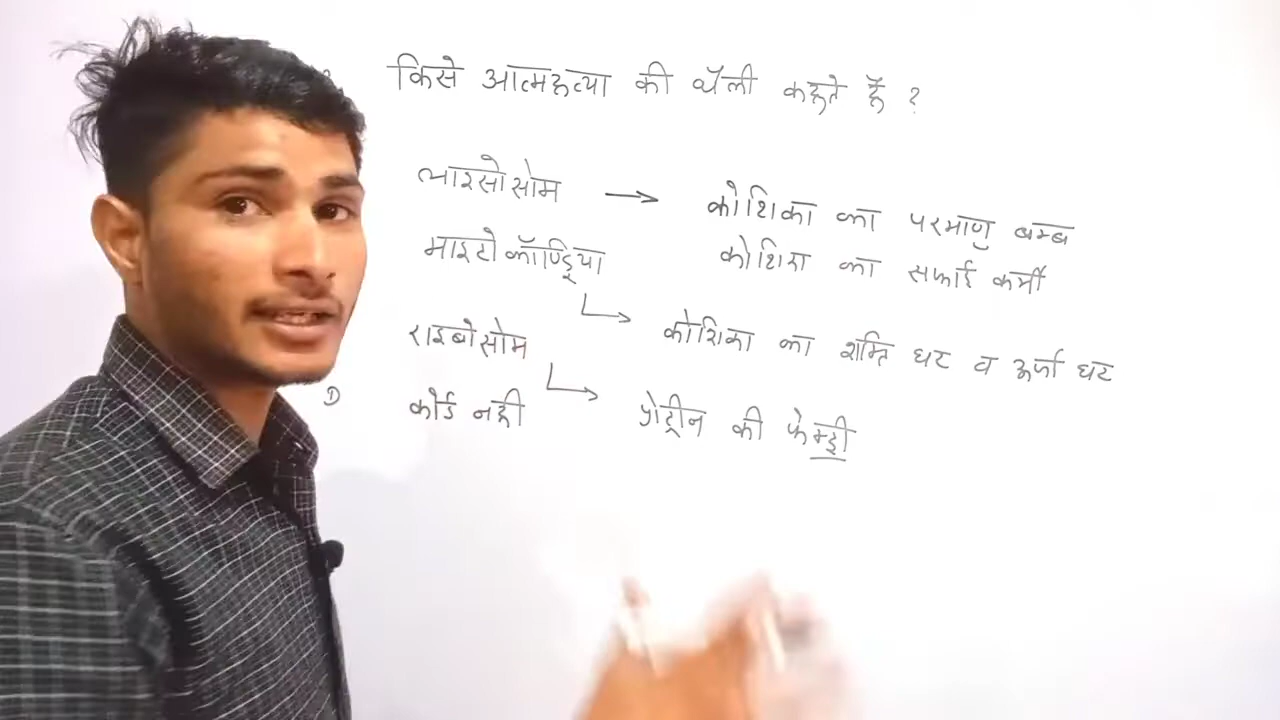 किसे आत्महत्या की थैली कहते हैं ?
लाइसोसोम → कोशिका का परमाणु बम्ब
माइटोकॉण्ड्रिया कोशिका का सफाई कर्मी
↳ कोशिका का शक्ति घर व ऊर्जा घर
राइबोसोम
↳ प्रोट्रीन की फेक्ट्री
D कोई नही